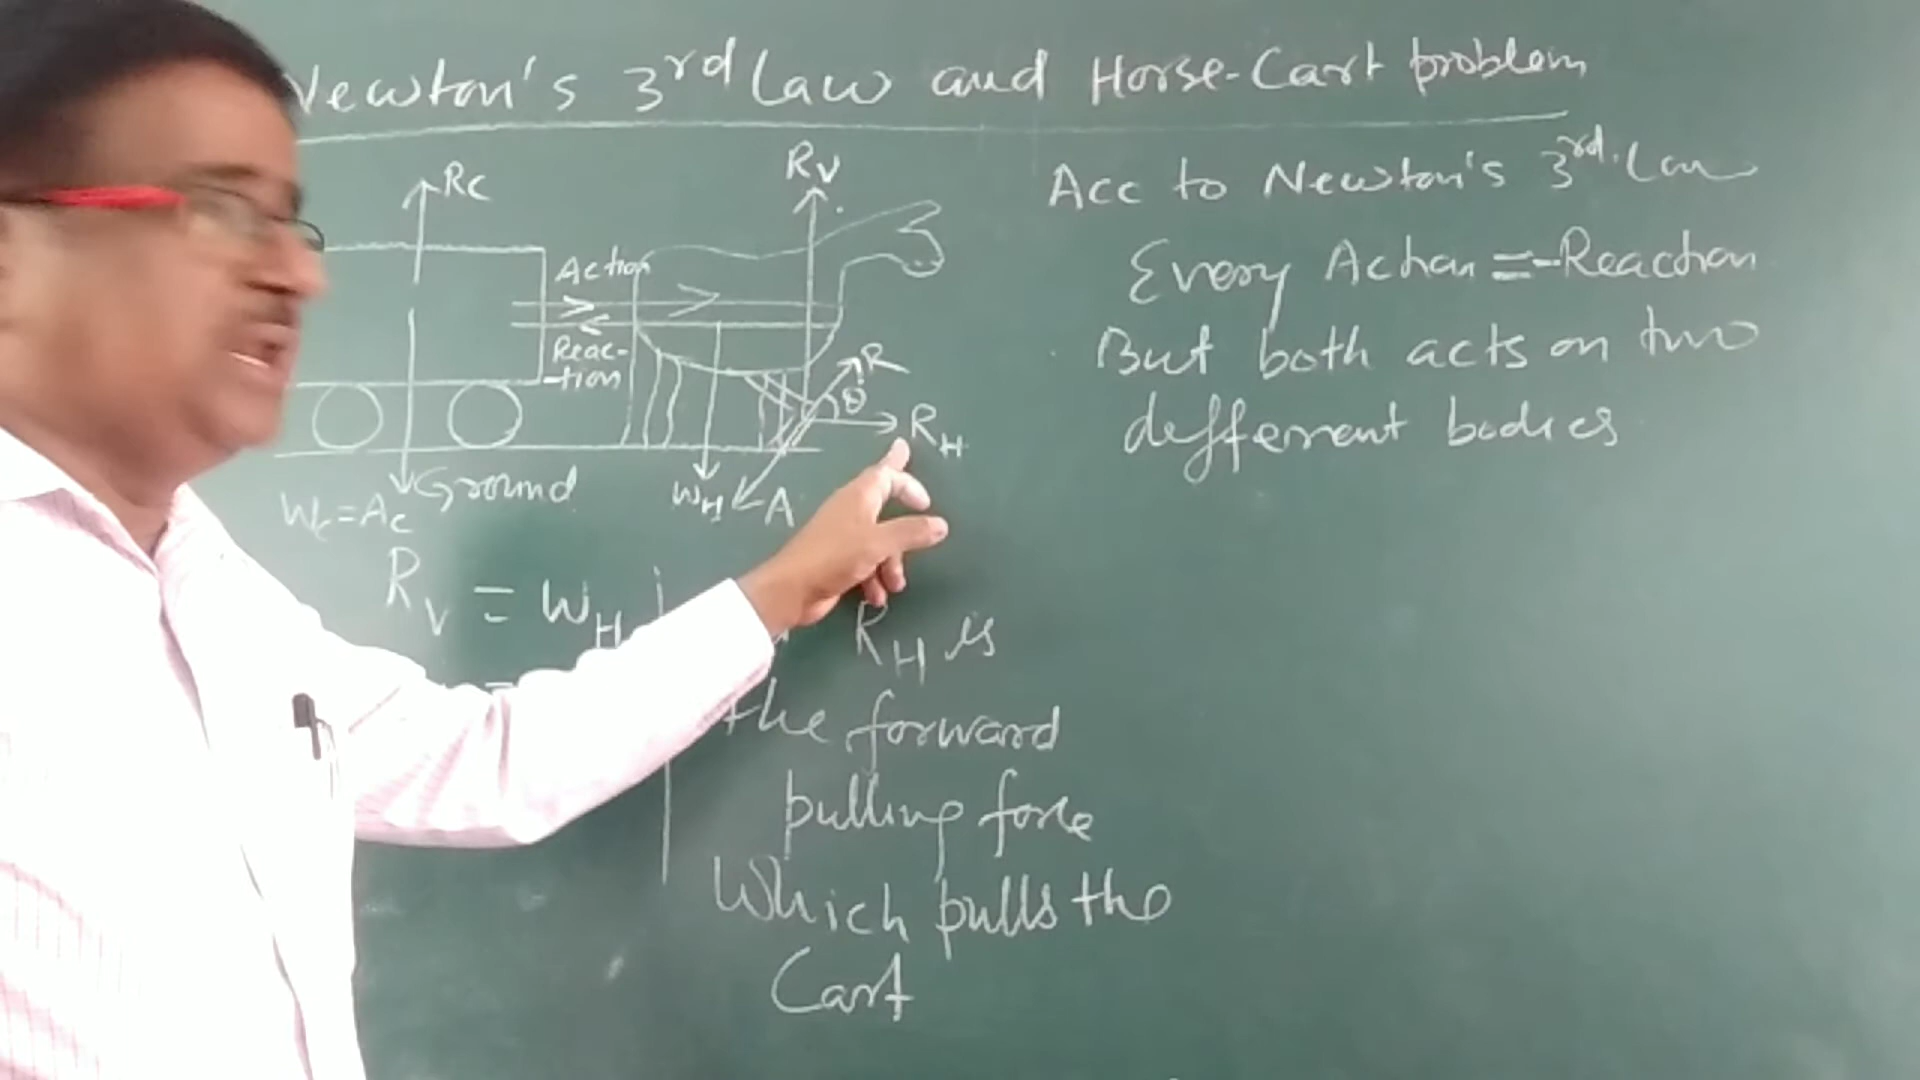 Newton's 3rd Law and Horse-Cart problem
RC
RV
Action
Reac-
-tion
R
θ
RH
Ground
WH
A
Wc=Ac
RV = WH
RH is
the forward
pulling force
Which pulls the
Cart
Acc to Newton's 3rd. Law
Every Action =-Reaction
But both acts on two
different bodies